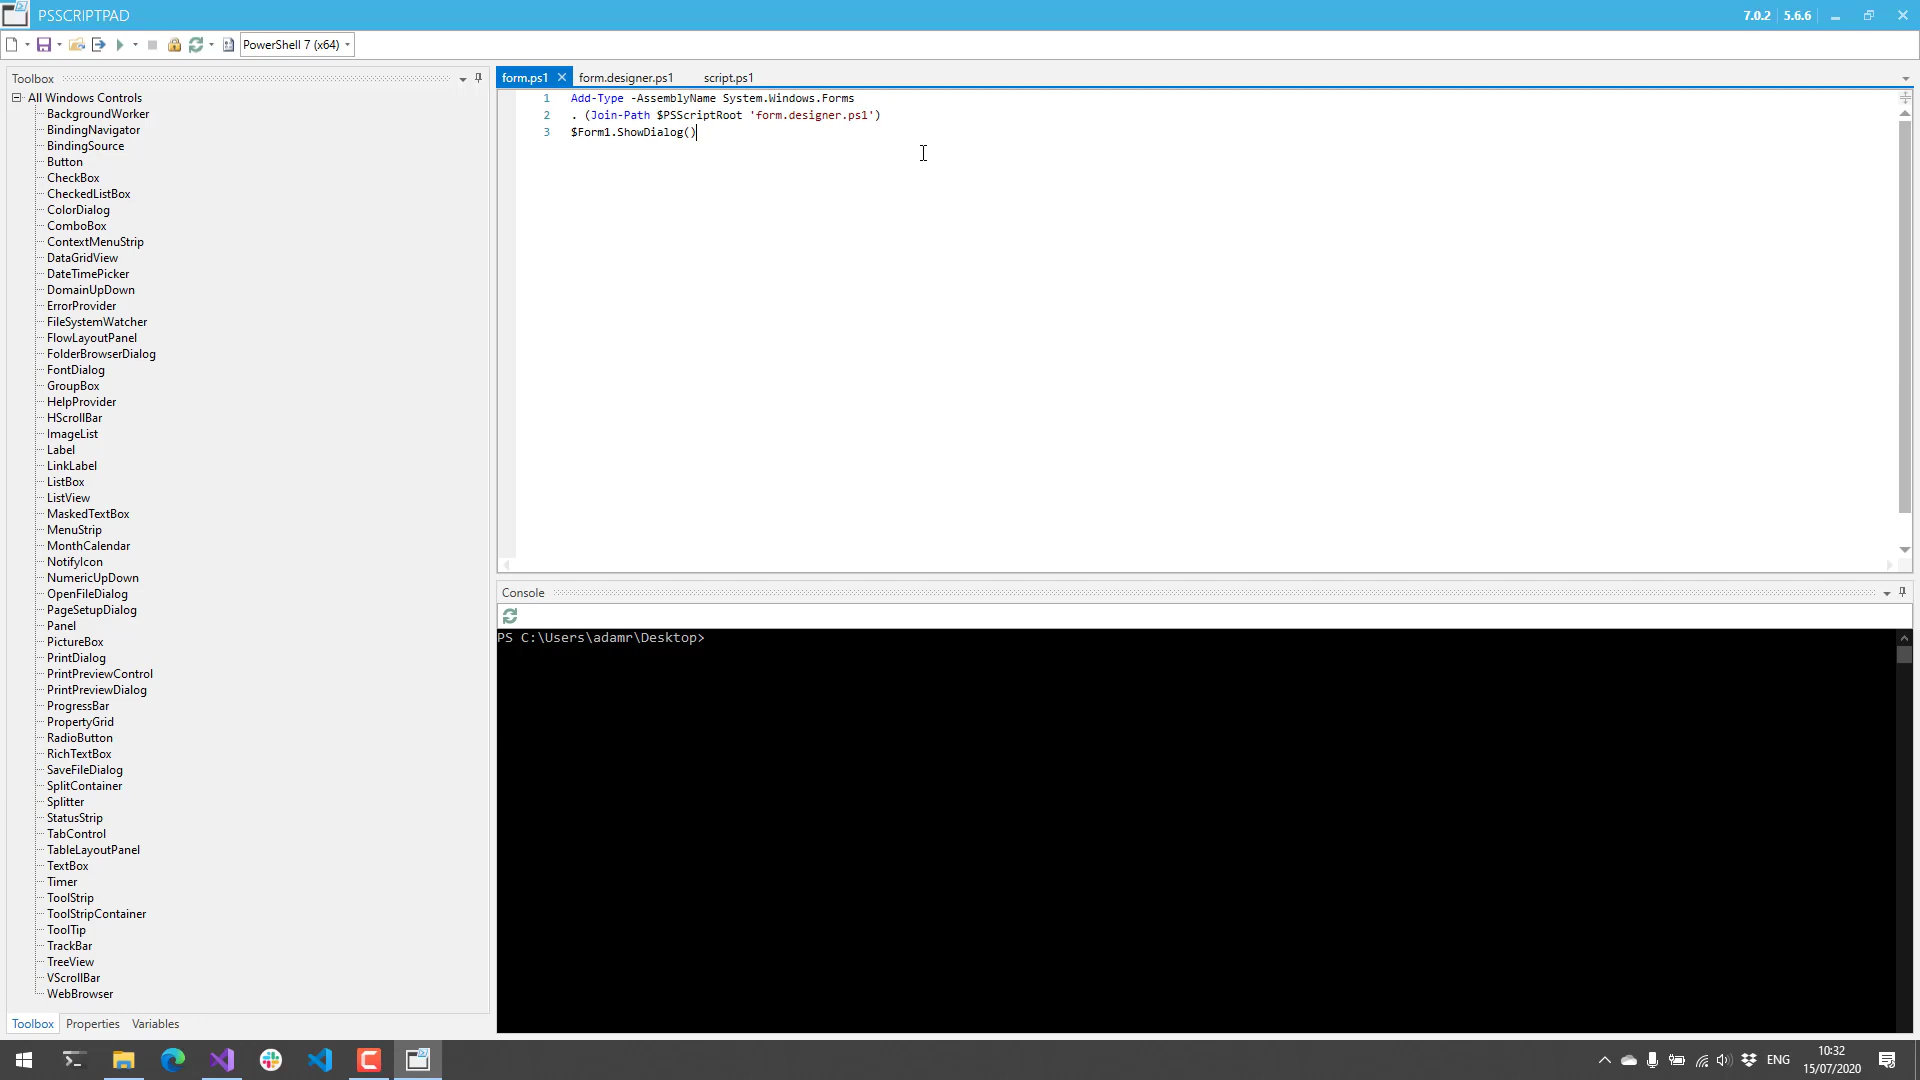 PSSCRIPTPAD
7.0.2 5.6.6
PowerShell 7 (x64)
Toolbox
All Windows Controls
BackgroundWorker
BindingNavigator
BindingSource
Button
CheckBox
CheckedListBox
ColorDialog
ComboBox
ContextMenuStrip
DataGridView
DateTimePicker
DomainUpDown
ErrorProvider
FileSystemWatcher
FlowLayoutPanel
FolderBrowserDialog
FontDialog
GroupBox
HelpProvider
HScrollBar
ImageList
Label
LinkLabel
ListBox
ListView
MaskedTextBox
MenuStrip
MonthCalendar
NotifyIcon
NumericUpDown
OpenFileDialog
PageSetupDialog
Panel
PictureBox
PrintDialog
PrintPreviewControl
PrintPreviewDialog
ProgressBar
PropertyGrid
RadioButton
RichTextBox
SaveFileDialog
SplitContainer
Splitter
StatusStrip
TabControl
TableLayoutPanel
TextBox
Timer
ToolStrip
ToolStripContainer
ToolTip
TrackBar
TreeView
VScrollBar
WebBrowser
Toolbox Properties Variables
form.ps1 form.designer.ps1 script.ps1
1 Add-Type -AssemblyName System.Windows.Forms
2 . (Join-Path $PSScriptRoot 'form.designer.ps1')
3 $Form1.ShowDialog()
Console
PS C:\Users\adamr\Desktop>
ENG
10:32
15/07/2020